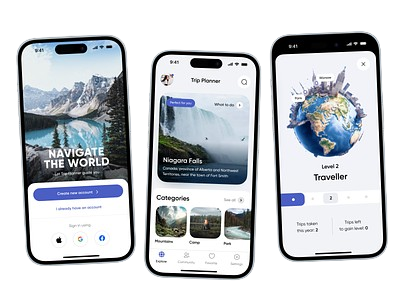 9:41
NAVIGATE
THE WORLD
Let Trip Planner guide you
Create new account
I already have an account
Sign in using
9:41
Trip Planner
Perfect for you
What to do
Niagara Falls
Canada: province of Alberta and Northwest
Territories, near the town of Fort Smith
Categories
See all
Mountains
Camp
Park
Explore
Community
Favorite
Settings
9:41
Level 2
Traveller
2
Trips taken
this year 2
Trips left
to gain level 0